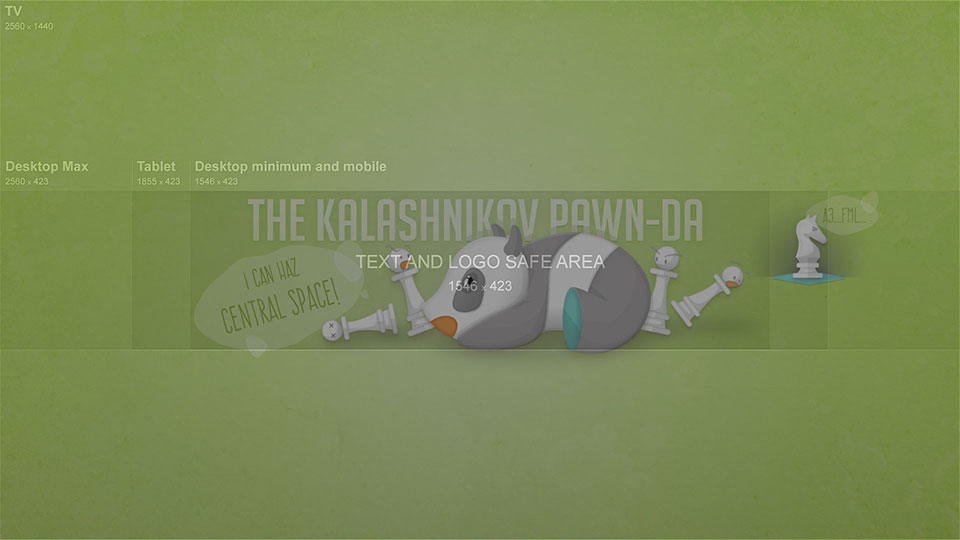 TV
2560 x 1440
Desktop Max
2560 x 423
Tablet
1855 x 423
Desktop minimum and mobile
1546 x 423
THE KALASHNIKOV PAWN-DA
A3...FML...
TEXT AND LOGO SAFE AREA
1546 x 423
I CAN HAZ
CENTRAL SPACE!